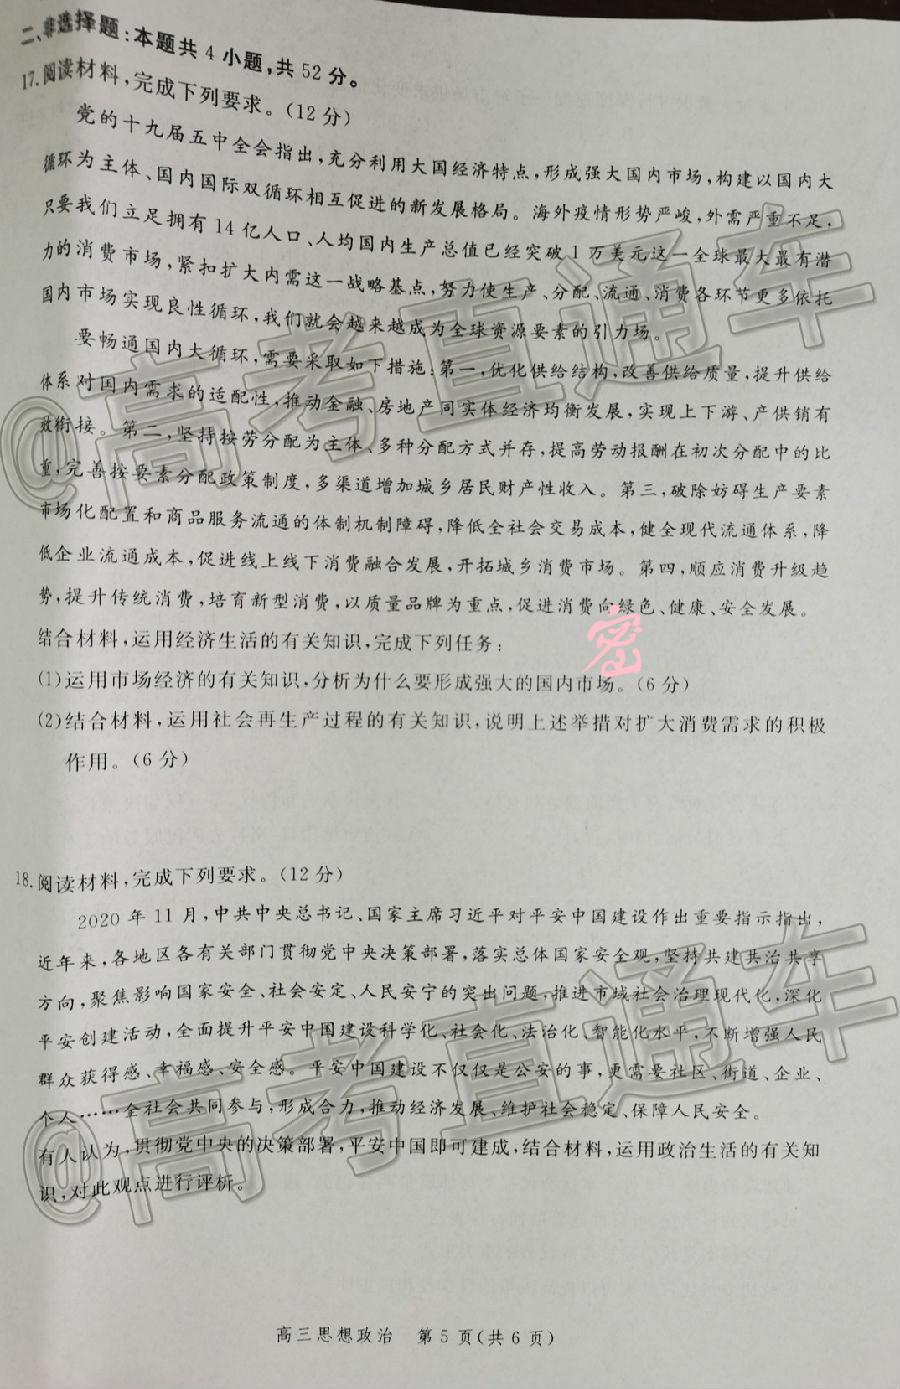 二、非选择题:本题共4小题,共52分。
17.阅读材料,完成下列要求。(12分)
党的十九届五中全会指出,充分利用大国经济特点,形成强大国内市场,构建以国内大
循环为主体、国内国际双循环相互促进的新发展格局。海外疫情形势严峻,外需严重不足,
只要我们立足拥有14亿人口、人均国内生产总值已经突破1万美元这一全球最大最有潜
力的消费市场,紧扣扩大内需这一战略基点,努力使生产、分配、流通、消费各环节更多依托
国内市场实现良性循环,我们就会越来越成为全球资源要素的引力场。
要畅通国内大循环,需要采取如下措施:第一,优化供给结构,改善供给质量,提升供给
体系对国内需求的适配性,推动金融、房地产同实体经济均衡发展,实现上下游、产供销有
效衔接。第二,坚持按劳分配为主体、多种分配方式并存,提高劳动报酬在初次分配中的比
重,完善按要素分配政策制度,多渠道增加城乡居民财产性收入。第三,破除妨碍生产要素
市场化配置和商品服务流通的体制机制障碍,降低全社会交易成本,健全现代流通体系,降
低企业流通成本,促进线上线下消费融合发展,开拓城乡消费市场。第四,顺应消费升级趋
势,提升传统消费,培育新型消费,以质量品牌为重点,促进消费向绿色、健康、安全发展。
结合材料,运用经济生活的有关知识,完成下列任务:
密
(1)运用市场经济的有关知识,分析为什么要形成强大的国内市场。(6分)
(2)结合材料,运用社会再生产过程的有关知识,说明上述举措对扩大消费需求的积极
作用。(6分)
18.阅读材料,完成下列要求。(12分)
2020年11月,中共中央总书记、国家主席习近平对平安中国建设作出重要指示指出,
近年来,各地区各有关部门贯彻党中央决策部署,落实总体国家安全观,坚持共建共治共享
方向,聚焦影响国家安全、社会安定、人民安宁的突出问题,推进市域社会治理现代化,深化
平安创建活动,全面提升平安中国建设科学化、社会化、法治化、智能化水平,不断增强人民
群众获得感、幸福感、安全感。平安中国建设不仅仅是公安的事,更需要社区、街道、企业、
个人……全社会共同参与,形成合力,推动经济发展、维护社会稳定、保障人民安全。
有人认为,贯彻党中央的决策部署,平安中国即可建成,结合材料,运用政治生活的有关知
识,对此观点进行评析。
高三思想政治 第5页(共6页)
@高考直通车
@高考直通车